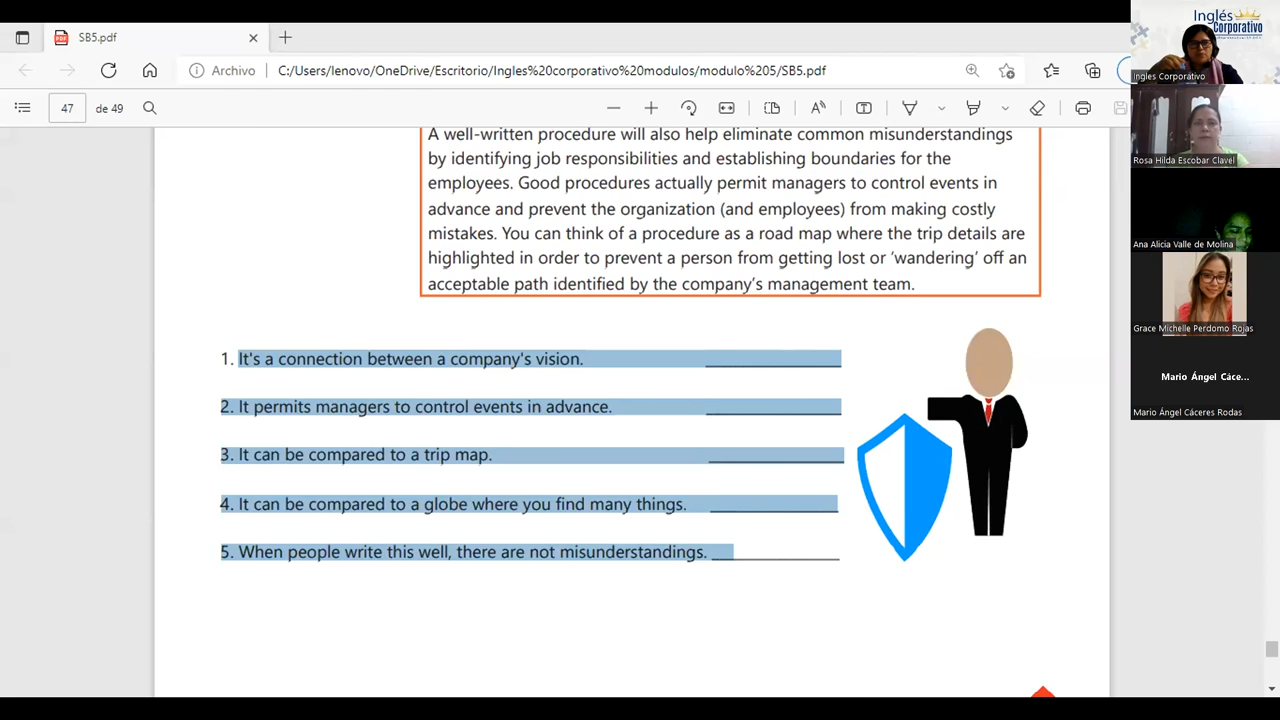 SB5.pdf
Archivo
C:/Users/lenovo/OneDrive/Escritorio/Ingles%20corporativo%20modulos/modulo%205/SB5.pdf
47 de 49
A well-written procedure will also help eliminate common misunderstandings
by identifying job responsibilities and establishing boundaries for the
employees. Good procedures actually permit managers to control events in
advance and prevent the organization (and employees) from making costly
mistakes. You can think of a procedure as a road map where the trip details are
highlighted in order to prevent a person from getting lost or ‘wandering’ off an
acceptable path identified by the company’s management team.
1. It's a connection between a company's vision.
2. It permits managers to control events in advance.
3. It can be compared to a trip map.
4. It can be compared to a globe where you find many things.
5. When people write this well, there are not misunderstandings.
Inglés
Corporativo
Ingles Corporativo
Rosa Hilda Escobar Clavel
Ana Alicia Valle de Molina
Grace Michelle Perdomo Rojas
Mario Ángel Cáce...
Mario Ángel Cáceres Rodas